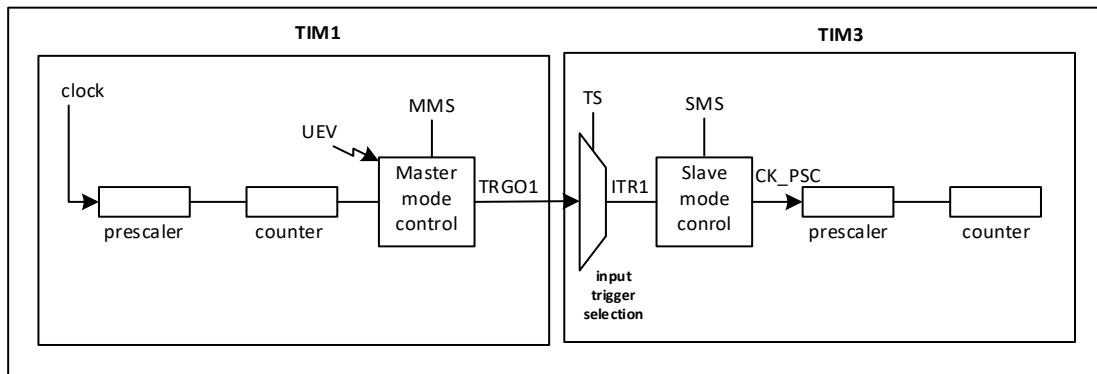 TIM1
TIM3
clock
MMS
TS
SMS
UEV
Master
mode
control
TRGO1
ITR1
Slave
mode
conrol
CK_PSC
prescaler
counter
prescaler
counter
input
trigger
selection